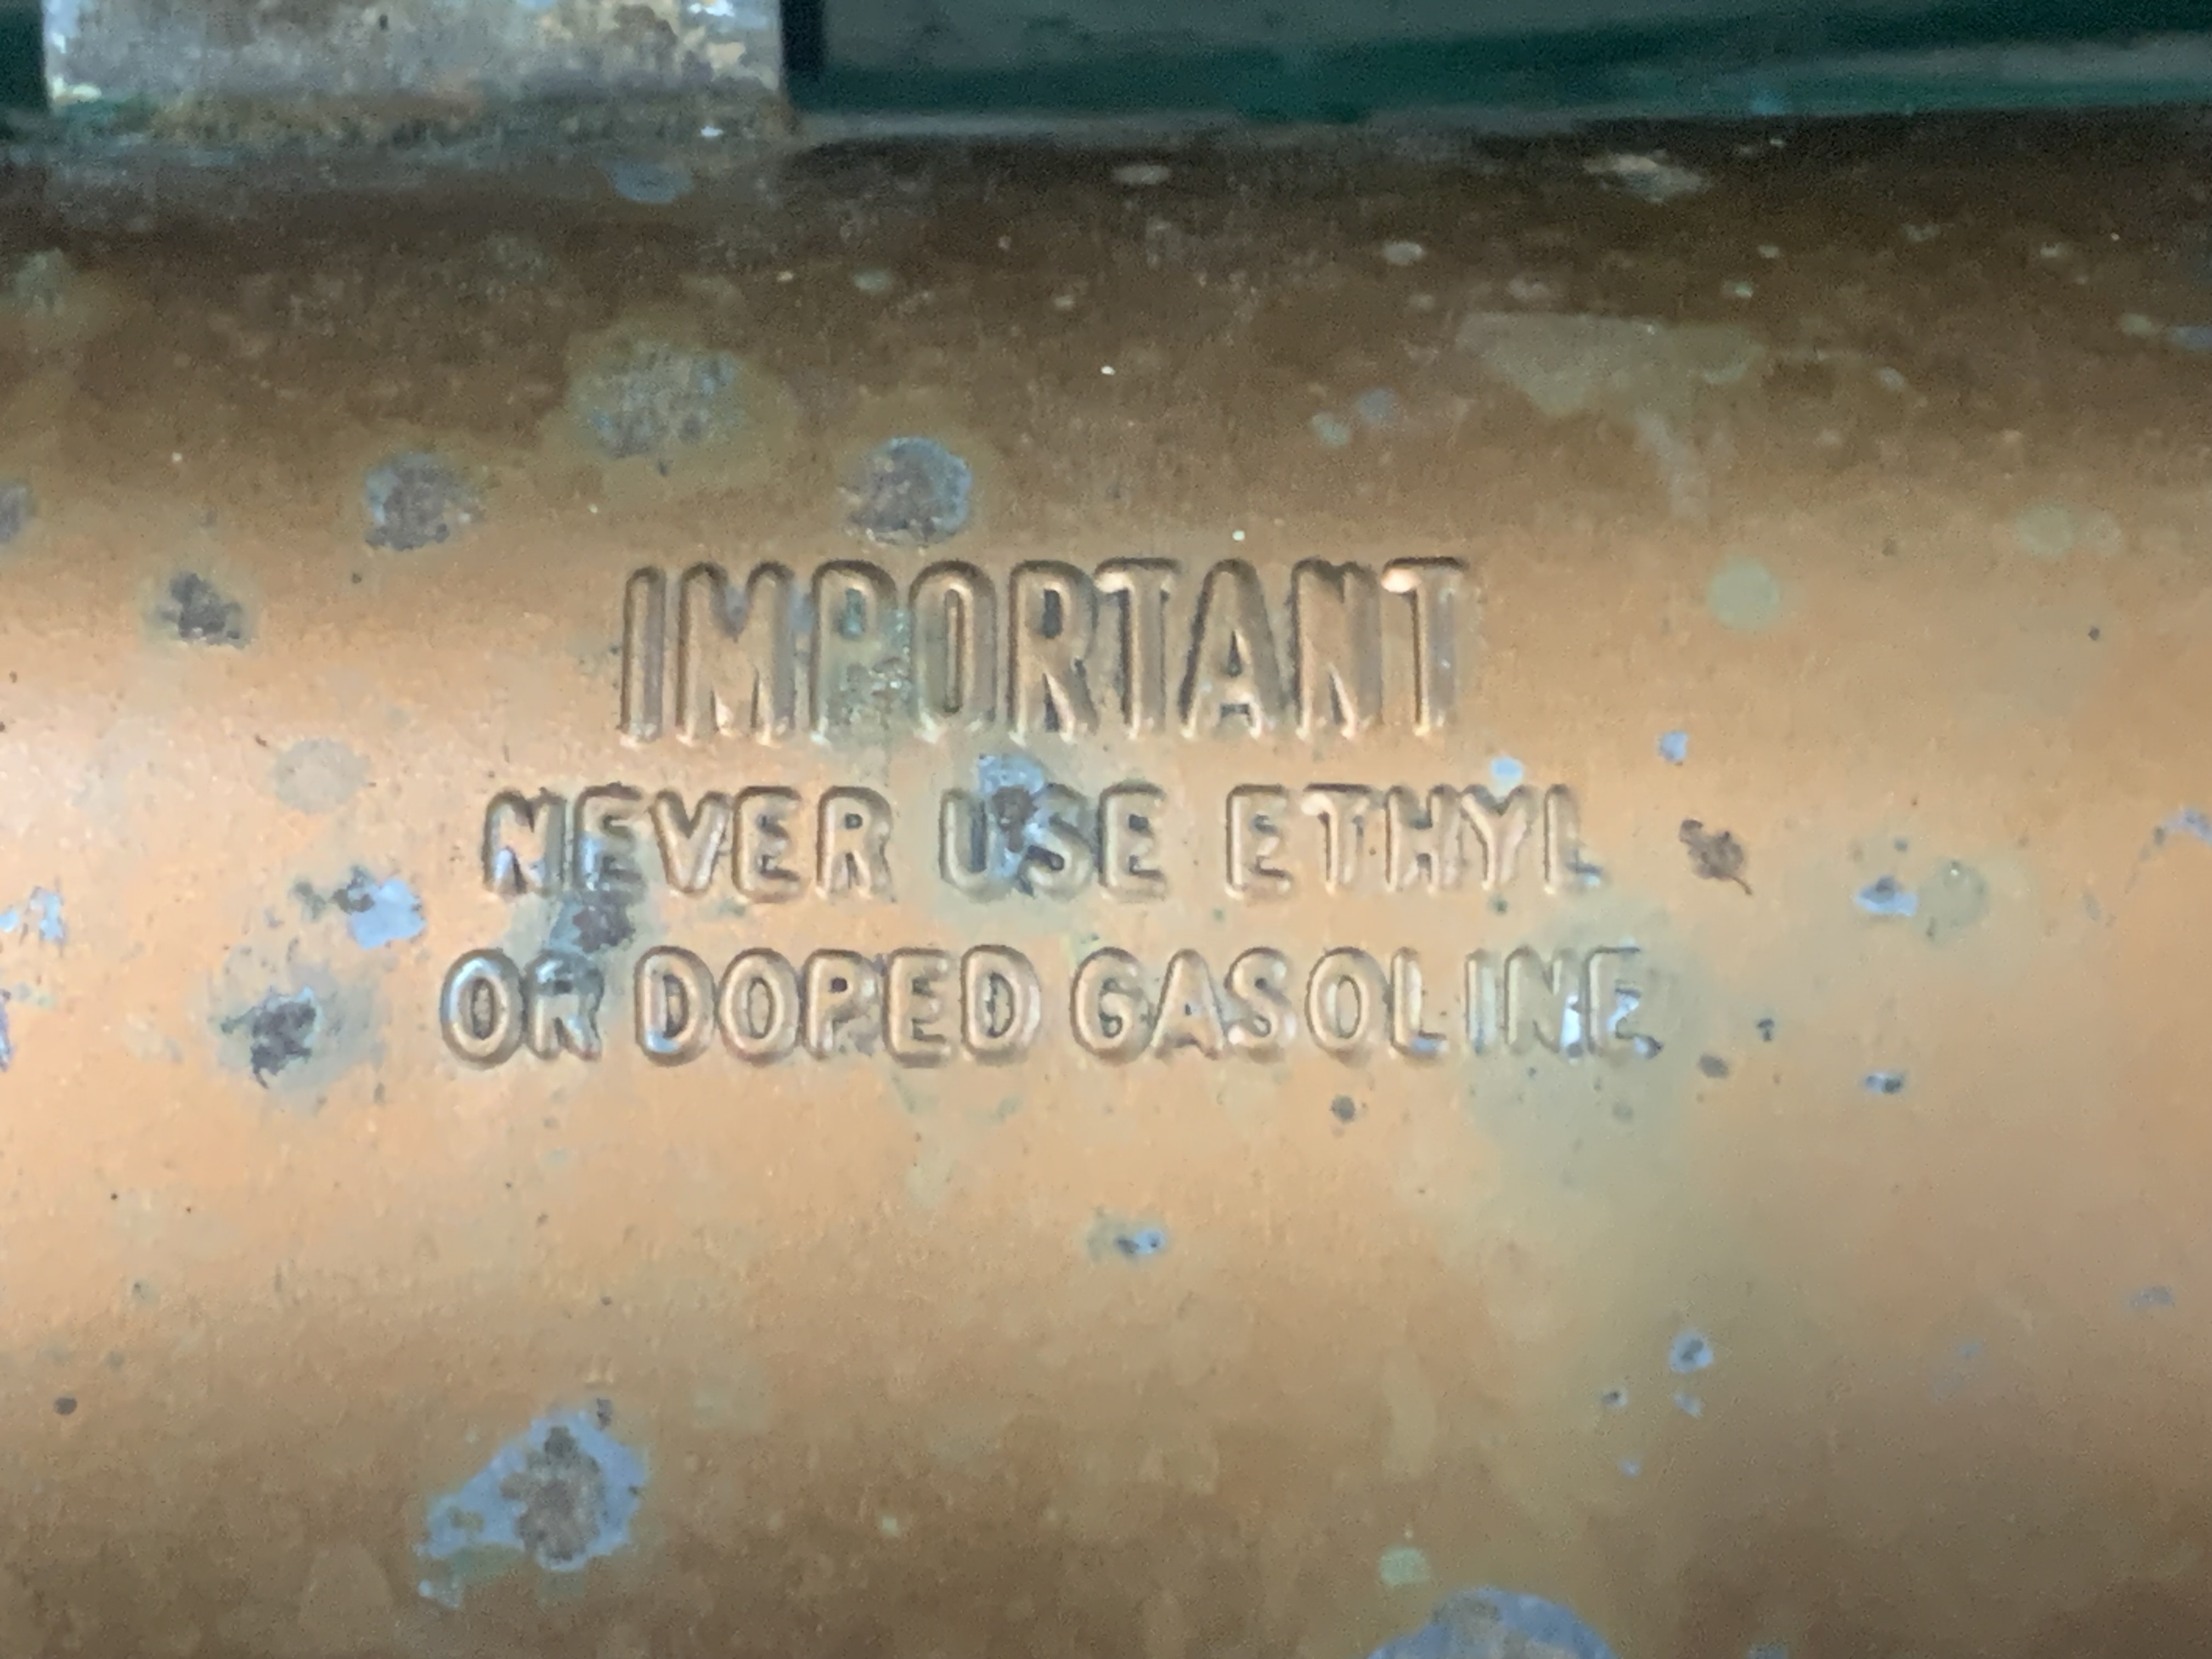 IMPORTANT
NEVER USE ETHYL
OR DOPED GASOLINE